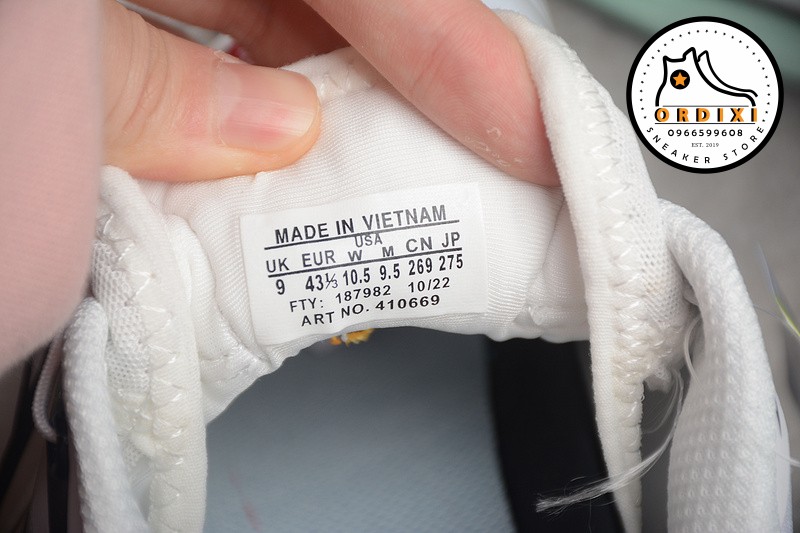 MADE IN VIETNAM
USA
UK EUR W M CN JP
9 43⅓ 10.5 9.5 269 275
FTY: 187982 10/22
ART NO. 410669
ORDIXI
0966599608
EST. 2019
SNEAKER STORE